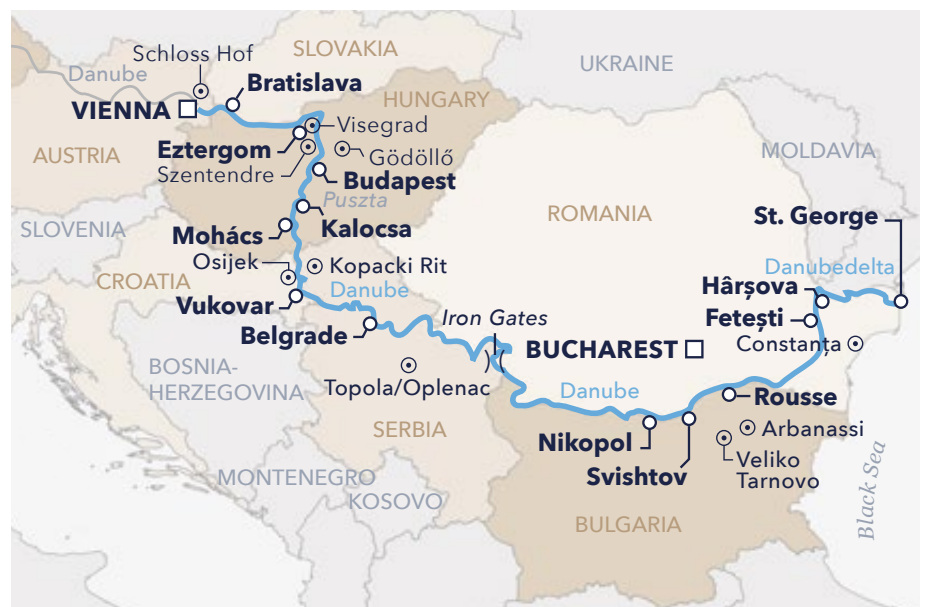 Schloss Hof
SLOVAKIA
UKRAINE
Danube
Bratislava
VIENNA
HUNGARY
Visegrad
Eztergom
Gödöllő
AUSTRIA
Szentendre
MOLDAVIA
Budapest
Puszta
ROMANIA
St. George
SLOVENIA
Mohács
Kalocsa
Osijek
Kopacki Rit
Danubedelta
CROATIA
Danube
Hârșova
Vukovar
Iron Gates
Fetești
Belgrade
BUCHAREST
Constanța
BOSNIA-
HERZEGOVINA
Topola/Oplenac
Danube
Rousse
SERBIA
Nikopol
Arbanassi
Svishtov
Veliko
Tarnovo
MONTENEGRO
KOSOVO
Black Sea
BULGARIA